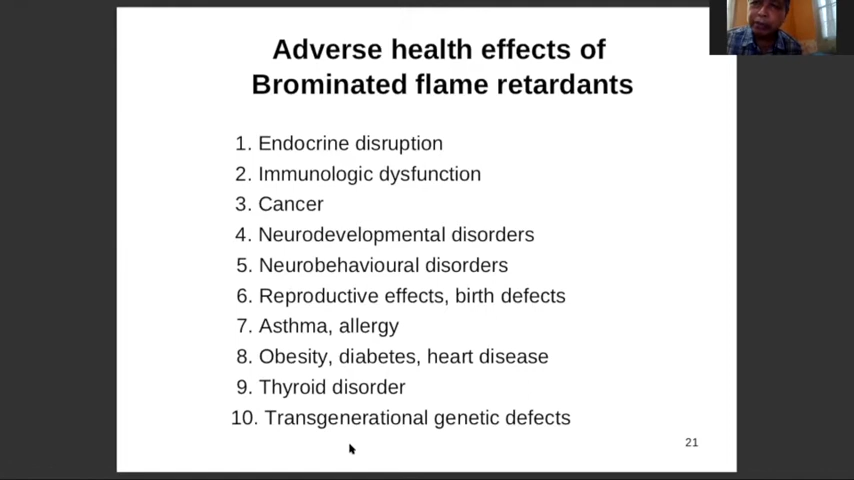 Adverse health effects of
Brominated flame retardants
1. Endocrine disruption
2. Immunologic dysfunction
3. Cancer
4. Neurodevelopmental disorders
5. Neurobehavioural disorders
6. Reproductive effects, birth defects
7. Asthma, allergy
8. Obesity, diabetes, heart disease
9. Thyroid disorder
10. Transgenerational genetic defects
21